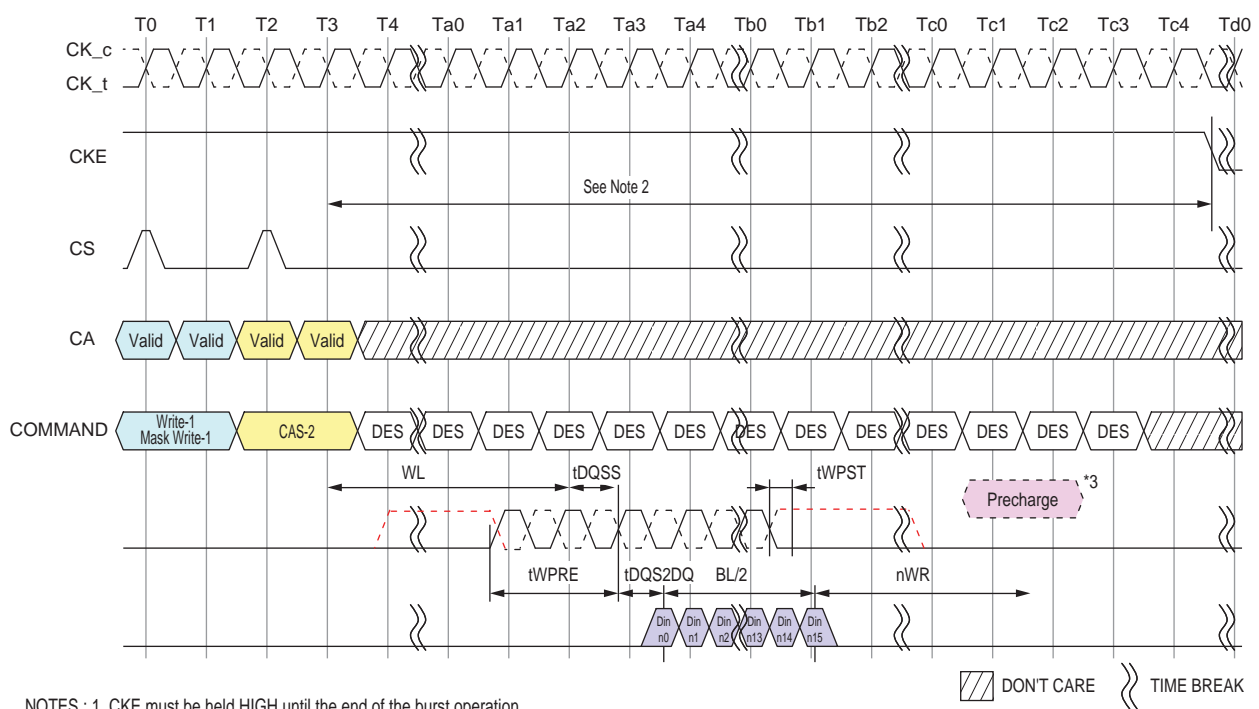 T0 T1 T2 T3 T4 Ta0 Ta1 Ta2 Ta3 Ta4 Tb0 Tb1 Tb2 Tc0 Tc1 Tc2 Tc3 Tc4 Td0
CK_c
CK_t
CKE
See Note 2
CS
CA Valid Valid Valid Valid
COMMAND Write-1 Mask Write-1 CAS-2 DES DES DES DES DES DES DES DES DES DES DES DES DES
WL tDQSS tWPST
Precharge *3
tWPRE tDQS2DQ BL/2 nWR
Din n0 Din n1 Din n2 Din n13 Din n14 Din n15
DON'T CARE TIME BREAK
NOTES : 1. CKE must be held HIGH until the end of the burst operation.